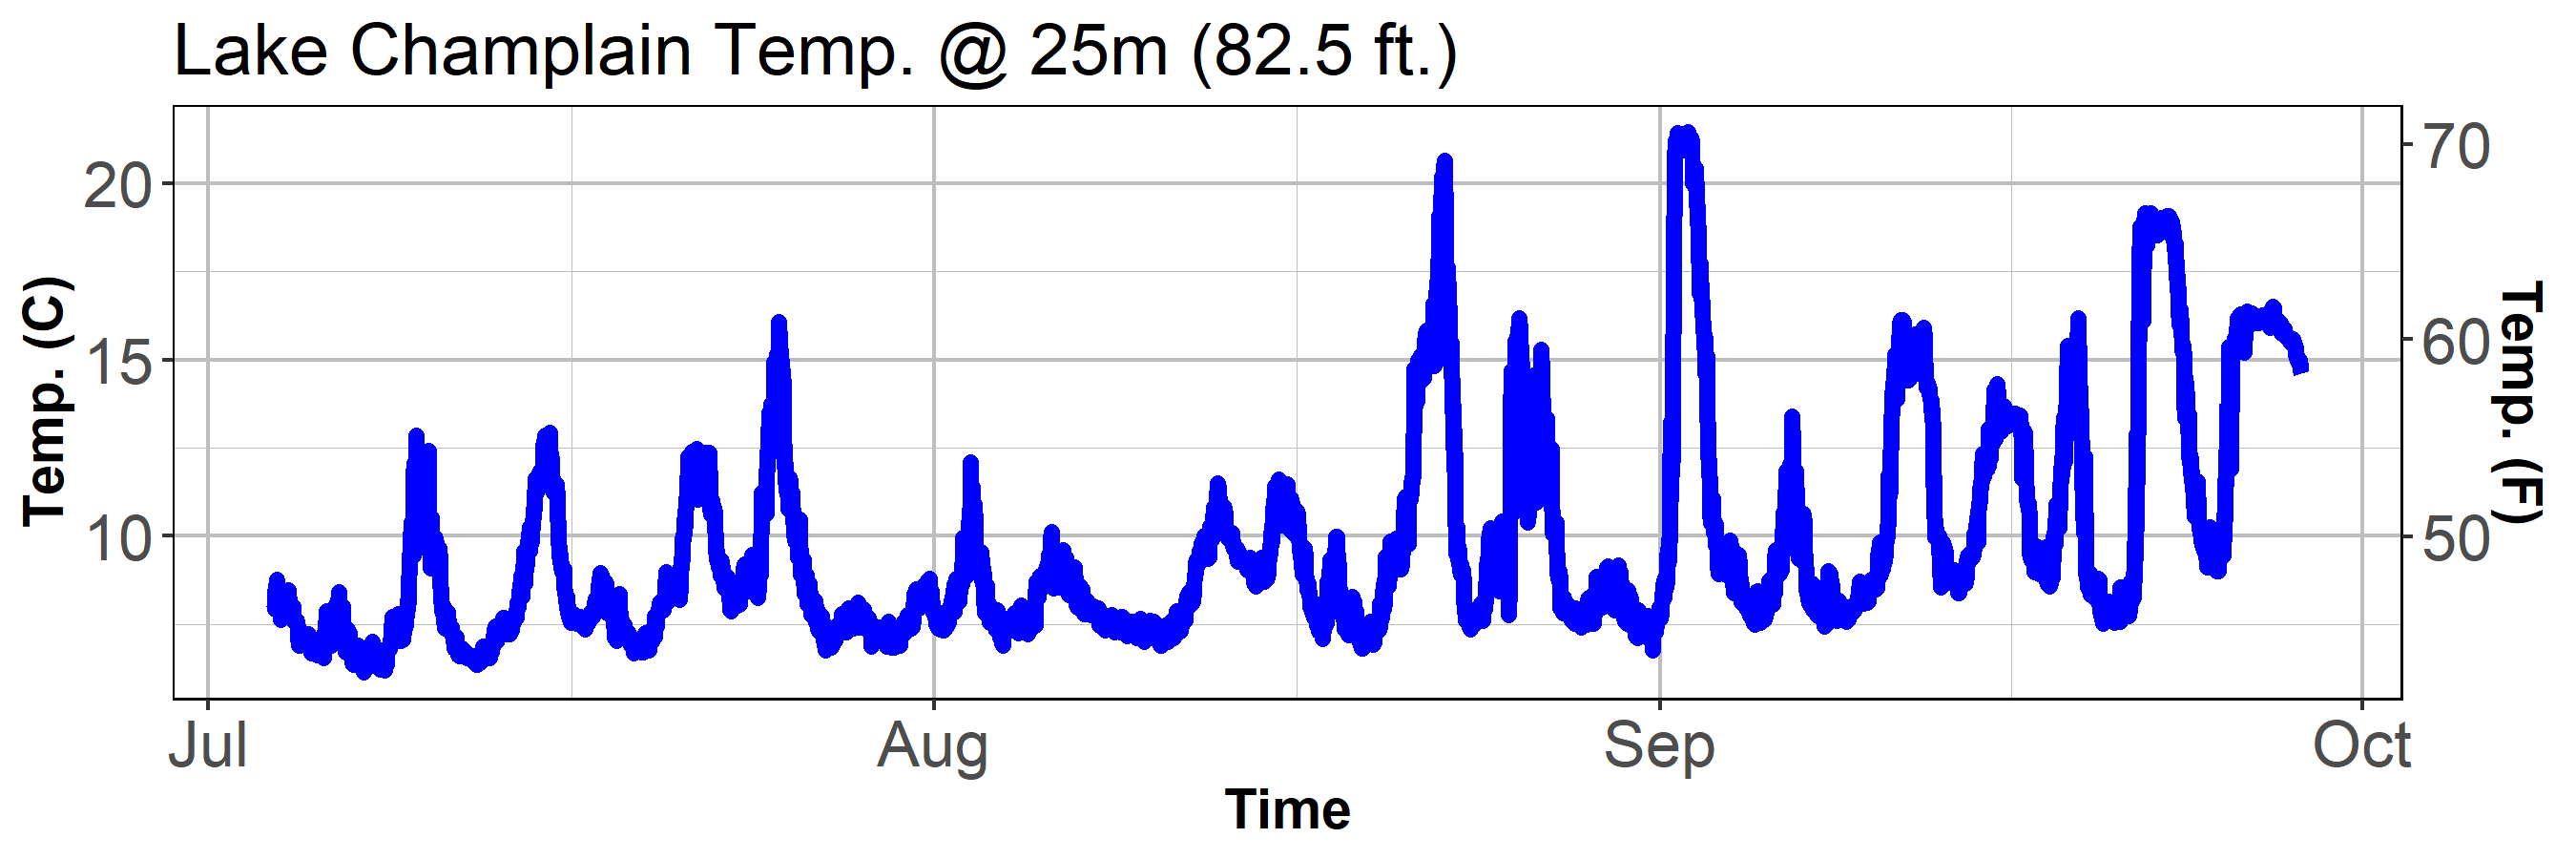 Lake Champlain Temp. @ 25m (82.5 ft.)
Temp. (C)
20
15
10
70
60
50
Temp. (F)
Jul
Aug
Sep
Oct
Time